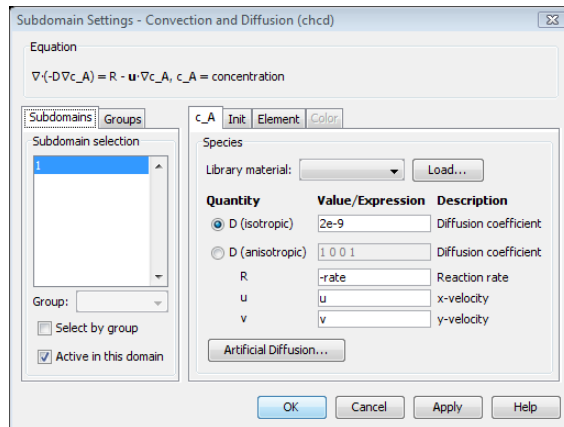 Subdomain Settings - Convection and Diffusion (chcd)
Equation
∇·(-D∇c_A) = R - u·∇c_A, c_A = concentration
Subdomains Groups
Subdomain selection
1
Group:
Select by group
Active in this domain
c_A Init Element Color
Species
Library material: Load...
Quantity Value/Expression Description
D (isotropic) 2e-9 Diffusion coefficient
D (anisotropic) 1 0 0 1 Diffusion coefficient
R -rate Reaction rate
u u x-velocity
v v y-velocity
Artificial Diffusion...
OK Cancel Apply Help